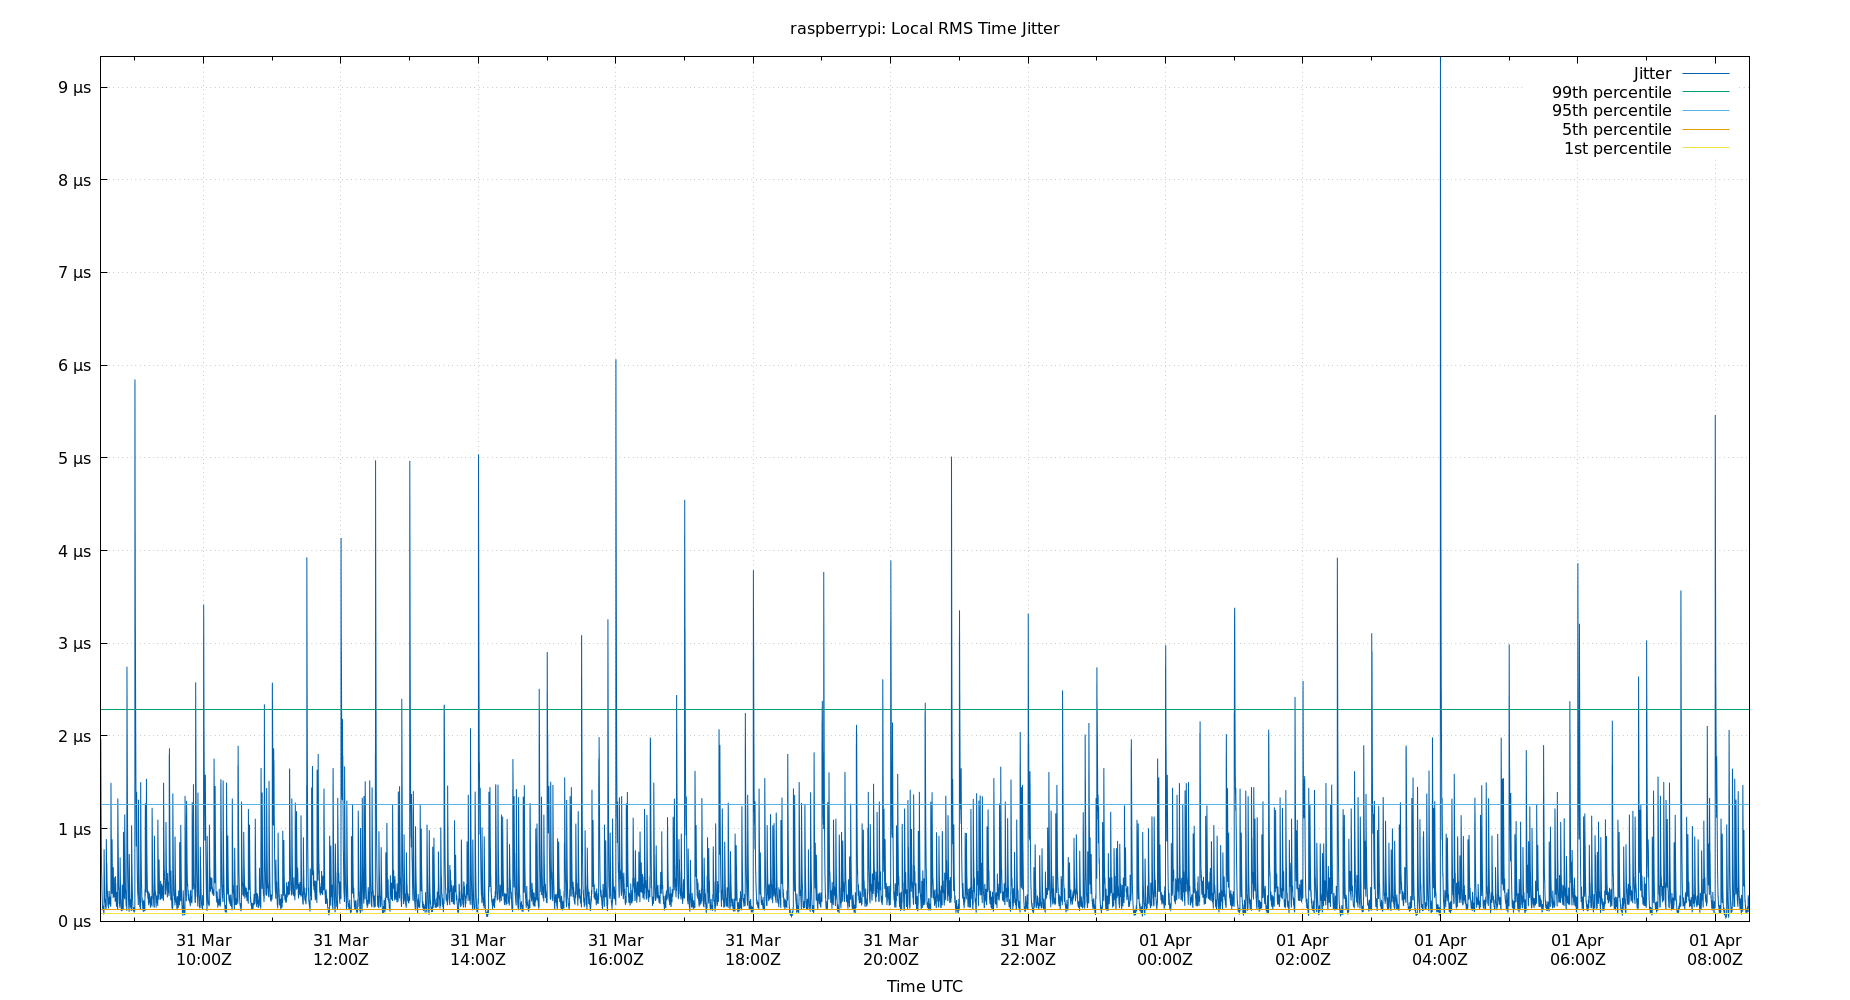 raspberrypi: Local RMS Time Jitter
Jitter
99th percentile
95th percentile
5th percentile
1st percentile
9 µs
8 µs
7 µs
6 µs
5 µs
4 µs
3 µs
2 µs
1 µs
0 µs
31 Mar 31 Mar 31 Mar 31 Mar 31 Mar 31 Mar 31 Mar 01 Apr 01 Apr 01 Apr 01 Apr 01 Apr
10:00Z 12:00Z 14:00Z 16:00Z 18:00Z 20:00Z 22:00Z 00:00Z 02:00Z 04:00Z 06:00Z 08:00Z
Time UTC